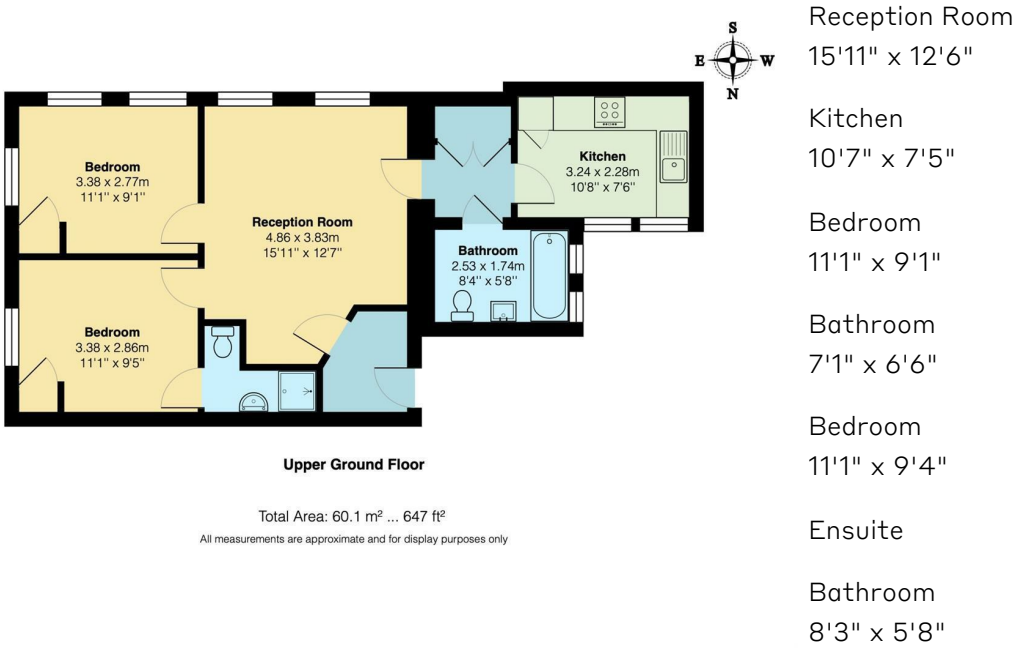 S
E W
N
Bedroom
3.38 x 2.77m
11'1'' x 9'1''
Reception Room
4.86 x 3.83m
15'11'' x 12'7''
Kitchen
3.24 x 2.28m
10'8'' x 7'6''
Bathroom
2.53 x 1.74m
8'4'' x 5'8''
Bedroom
3.38 x 2.86m
11'1'' x 9'5''
Upper Ground Floor
Total Area: 60.1 m² ... 647 ft²
All measurements are approximate and for display purposes only
Reception Room
15'11" x 12'6"
Kitchen
10'7" x 7'5"
Bedroom
11'1" x 9'1"
Bathroom
7'1" x 6'6"
Bedroom
11'1" x 9'4"
Ensuite
Bathroom
8'3" x 5'8"